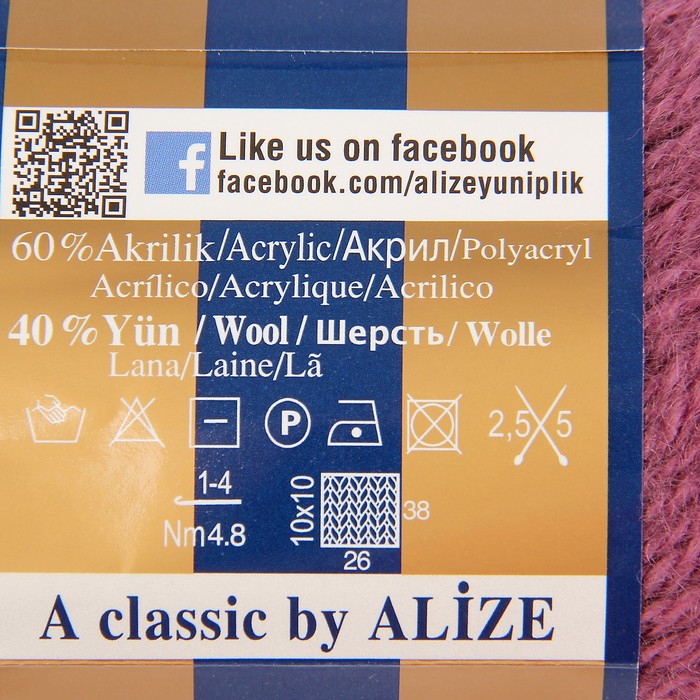 Like us on facebook
facebook.com/alizeyuniplik
60%Akrilik/Acrylic/Акрил/Polyacryl
Acrílico/Acrylique/Acrilico
40%Yün / Wool / Шерсть / Wolle
Lana/Laine/Lã
P
2,5 5
1-4
Nm4.8
10x10
38
26
A classic by ALİZE